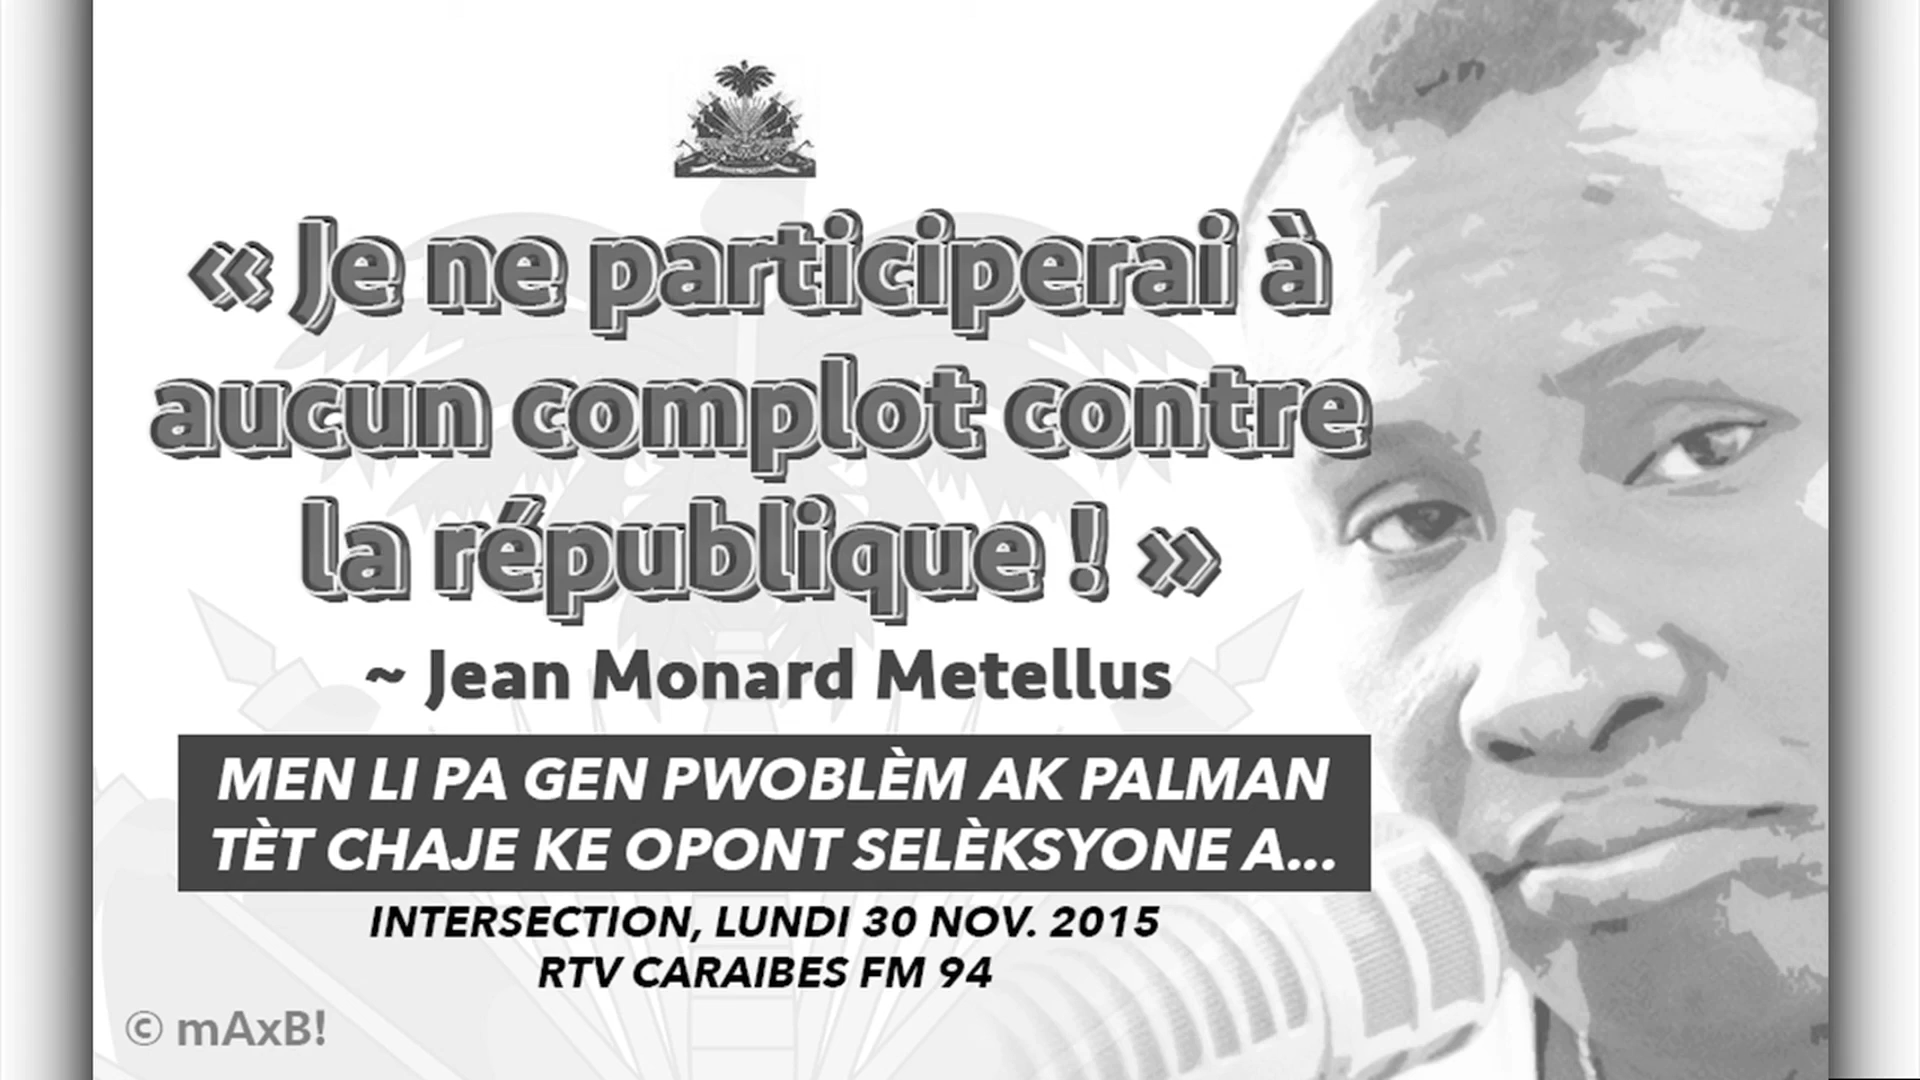 « Je ne participerai à
aucun complot contre
la république ! »
~ Jean Monard Metellus
MEN LI PA GEN PWOBLÈM AK PALMAN
TÈT CHAJE KE OPONT SELÈKSYONE A...
INTERSECTION, LUNDI 30 NOV. 2015
RTV CARAIBES FM 94
© mAxB!